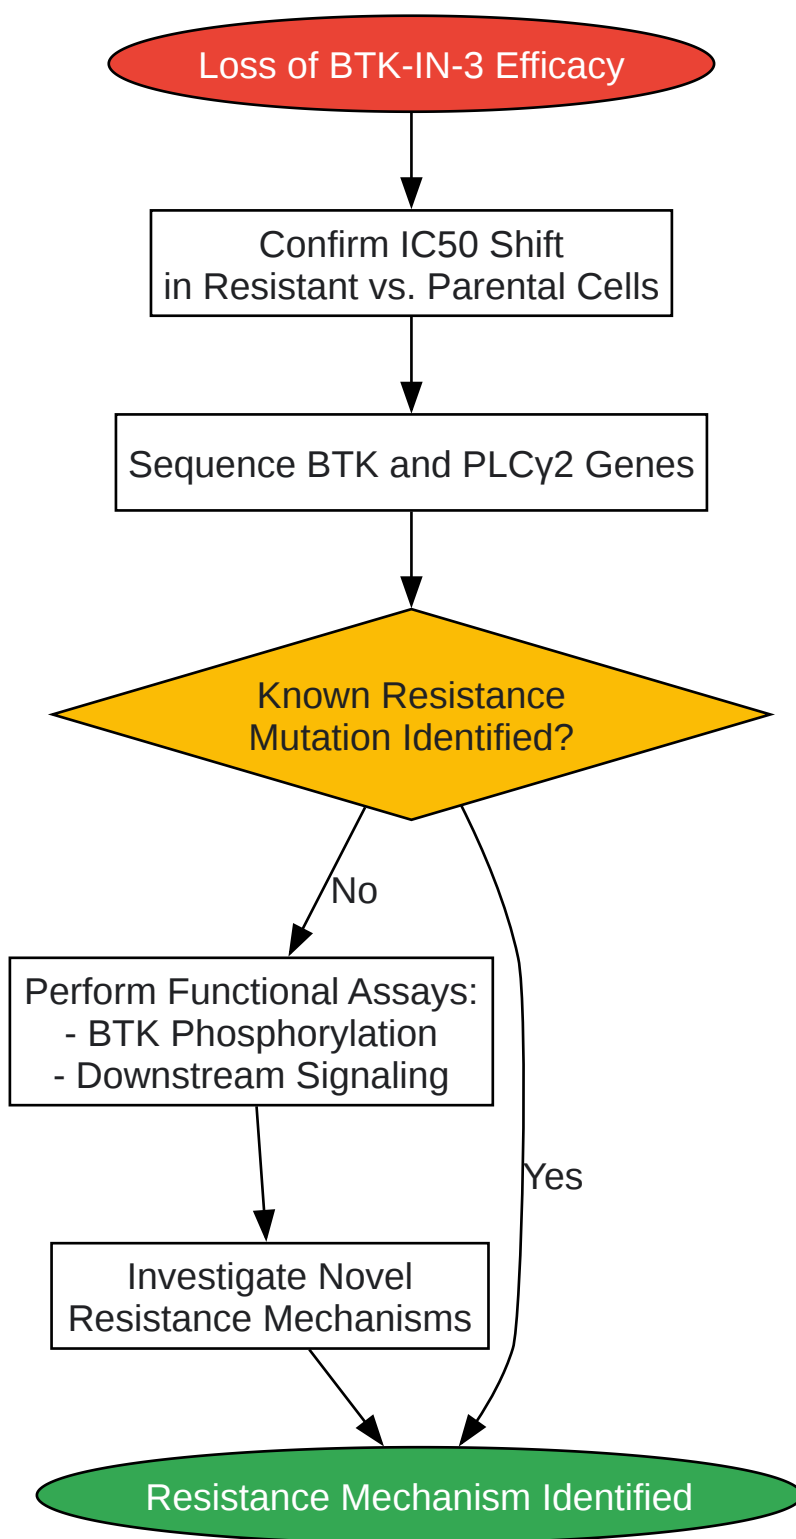 Loss of BTK-IN-3 Efficacy
Confirm IC50 Shift
in Resistant vs. Parental Cells
Sequence BTK and PLCγ2 Genes
Known Resistance
Mutation Identified?
No
Perform Functional Assays:
- BTK Phosphorylation
- Downstream Signaling
Yes
Investigate Novel
Resistance Mechanisms
Resistance Mechanism Identified